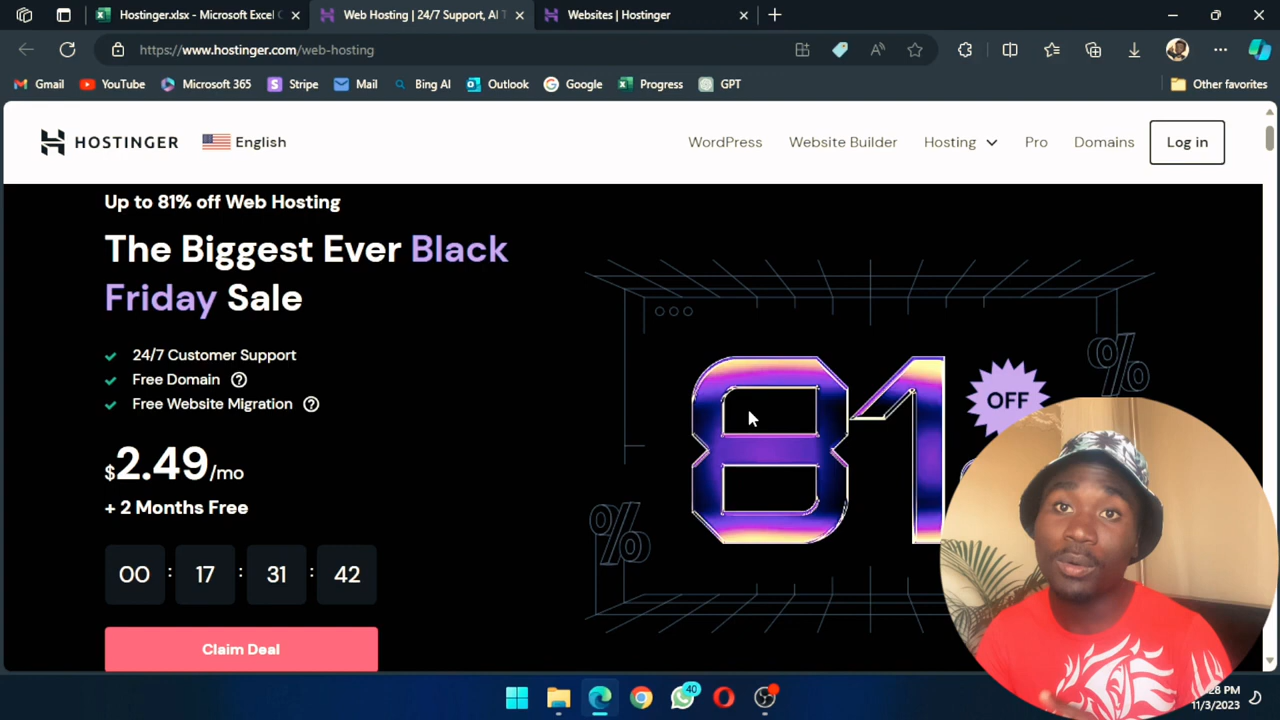 Hostinger.xlsx - Microsoft Excel
Web Hosting | 24/7 Support, AI T
Websites | Hostinger
https://www.hostinger.com/web-hosting
Gmail
YouTube
Microsoft 365
Stripe
Mail
Bing AI
Outlook
Google
Progress
GPT
Other favorites
HOSTINGER
English
WordPress
Website Builder
Hosting
Pro
Domains
Log in
Up to 81% off Web Hosting
The Biggest Ever Black
Friday Sale
24/7 Customer Support
Free Domain
Free Website Migration
$2.49/mo
+ 2 Months Free
00 : 17 : 31 : 42
Claim Deal
81
OFF
%
%
40
:28 PM
11/3/2023